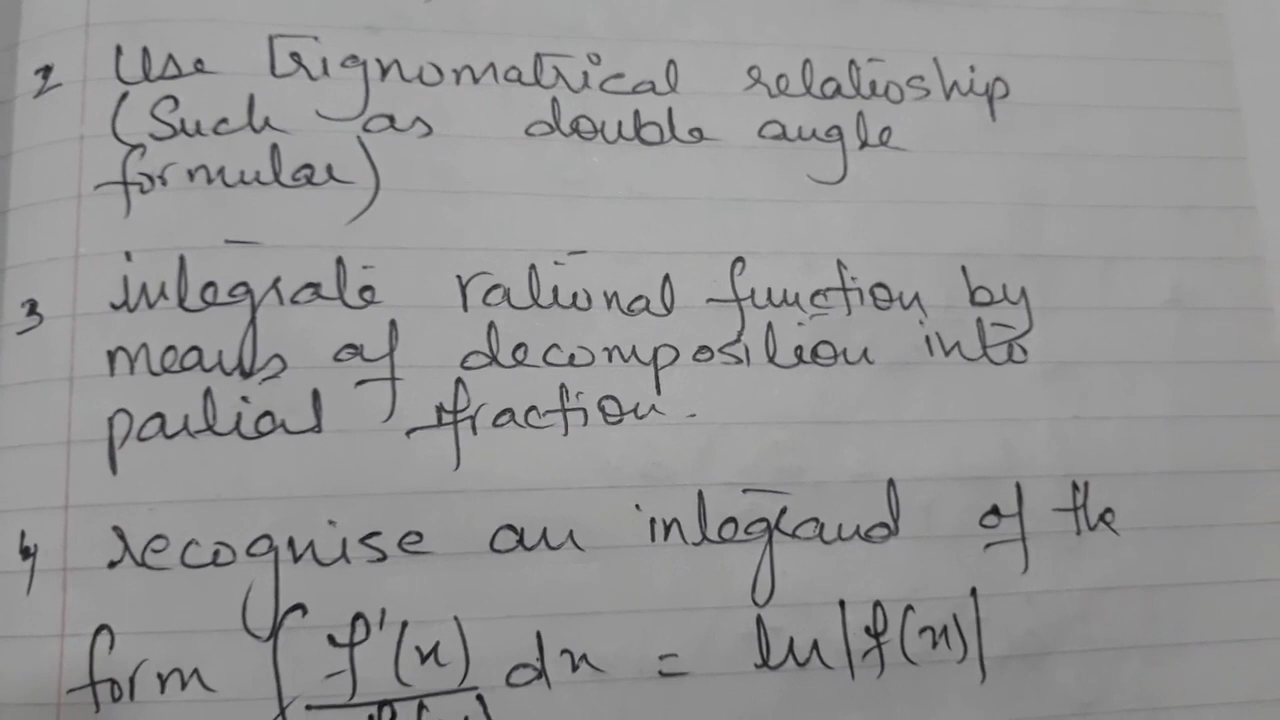 2 Use Trignomatrical relatioship
(Such as double angle
formulae)
3 integrate rational function by
means of decomposition into
partial fraction.
4 recognise an integrand of the
form ∫ f'(x)/f(x) dx = ln|f(x)|